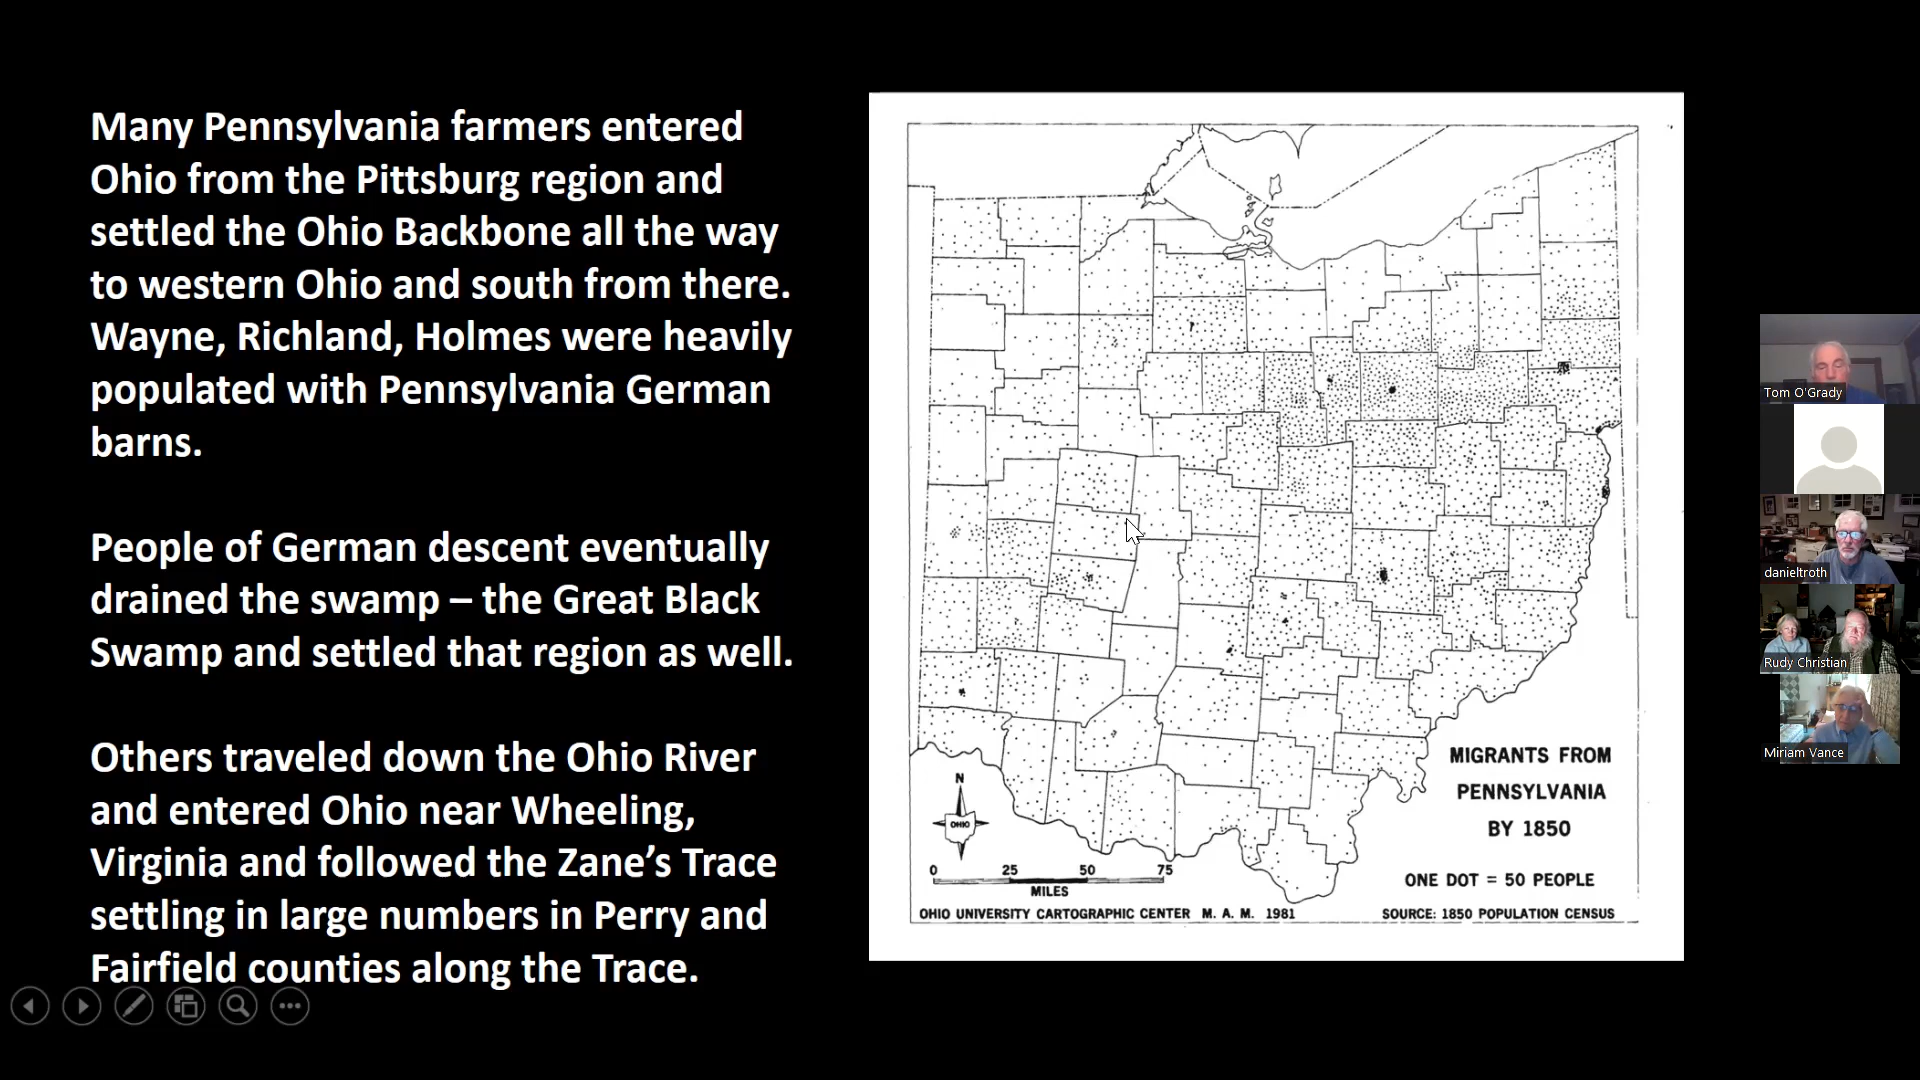 Many Pennsylvania farmers entered
Ohio from the Pittsburg region and
settled the Ohio Backbone all the way
to western Ohio and south from there.
Wayne, Richland, Holmes were heavily
populated with Pennsylvania German
barns.
People of German descent eventually
drained the swamp – the Great Black
Swamp and settled that region as well.
Others traveled down the Ohio River
and entered Ohio near Wheeling,
Virginia and followed the Zane’s Trace
settling in large numbers in Perry and
Fairfield counties along the Trace.
MIGRANTS FROM
PENNSYLVANIA
BY 1850
ONE DOT = 50 PEOPLE
N
OHIO
0 25 50 75
MILES
OHIO UNIVERSITY CARTOGRAPHIC CENTER M. A. M. 1981
SOURCE: 1850 POPULATION CENSUS
Tom O'Grady
danieltroth
Rudy Christian
Miriam Vance